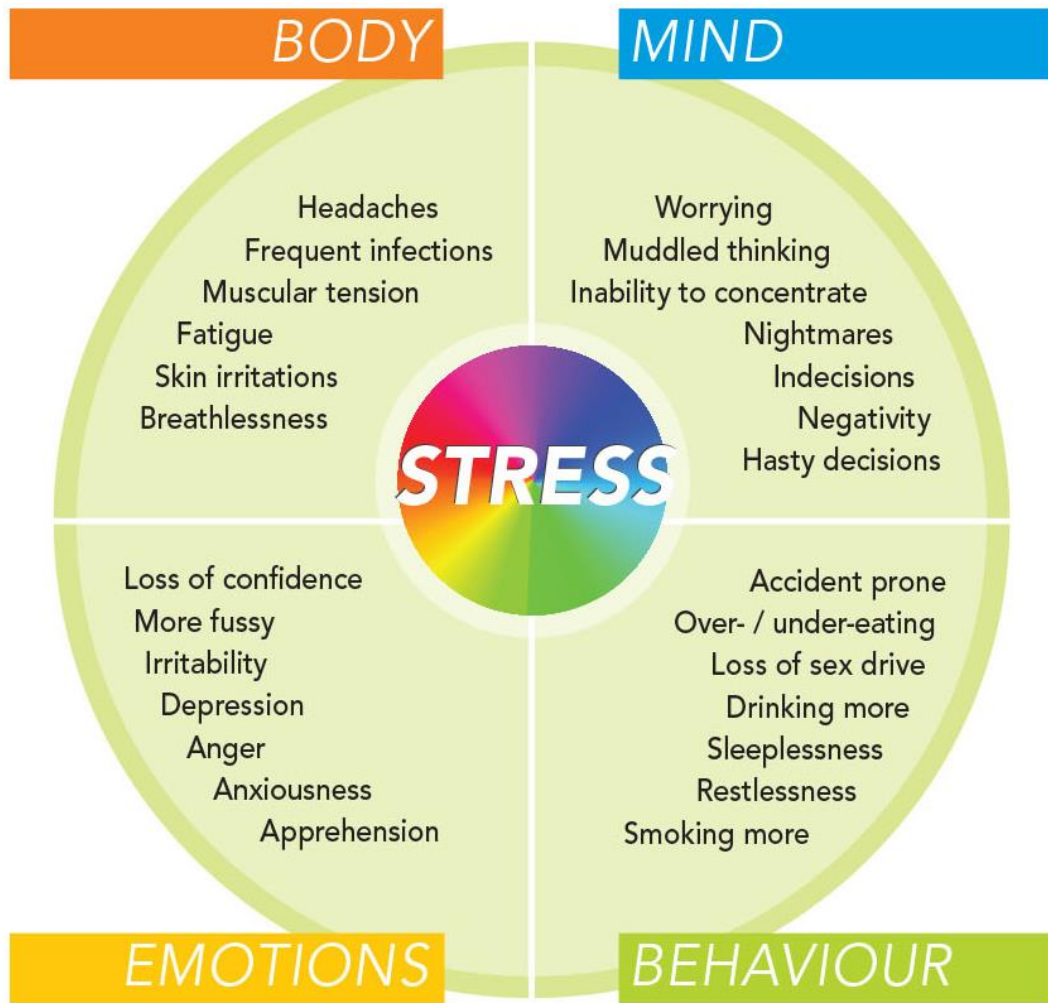 BODY
Headaches
Frequent infections
Muscular tension
Fatigue
Skin irritations
Breathlessness
MIND
Worrying
Muddled thinking
Inability to concentrate
Nightmares
Indecisions
Negativity
Hasty decisions
STRESS
Loss of confidence
More fussy
Irritability
Depression
Anger
Anxiousness
Apprehension
EMOTIONS
Accident prone
Over- / under-eating
Loss of sex drive
Drinking more
Sleeplessness
Restlessness
Smoking more
BEHAVIOUR